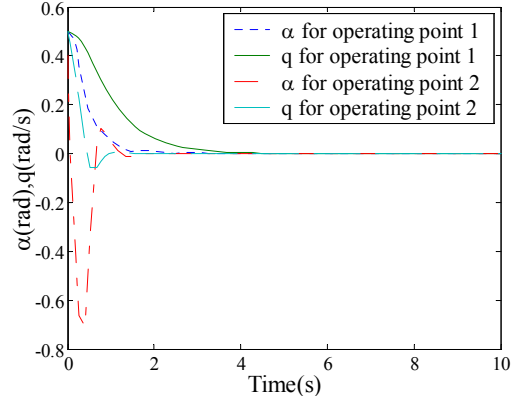 α for operating point 1
q for operating point 1
α for operating point 2
q for operating point 2
0.6
0.4
0.2
0
-0.2
-0.4
-0.6
-0.8
α(rad),q(rad/s)
0 2 4 6 8 10
Time(s)